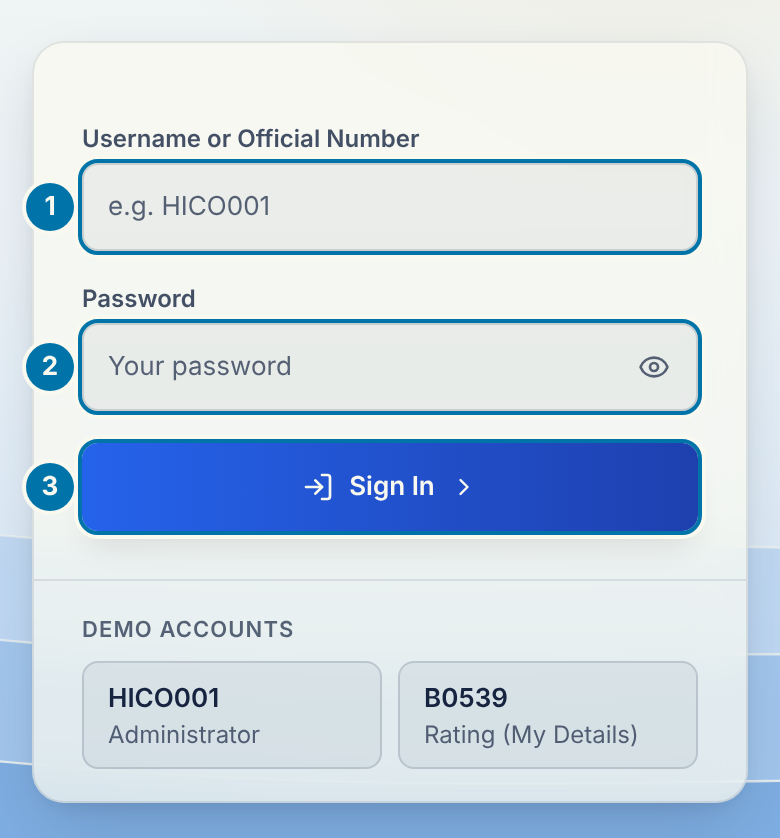 Username or Official Number
1
e.g. HICO001
Password
2
Your password
3
Sign In
DEMO ACCOUNTS
HICO001
Administrator
B0539
Rating (My Details)